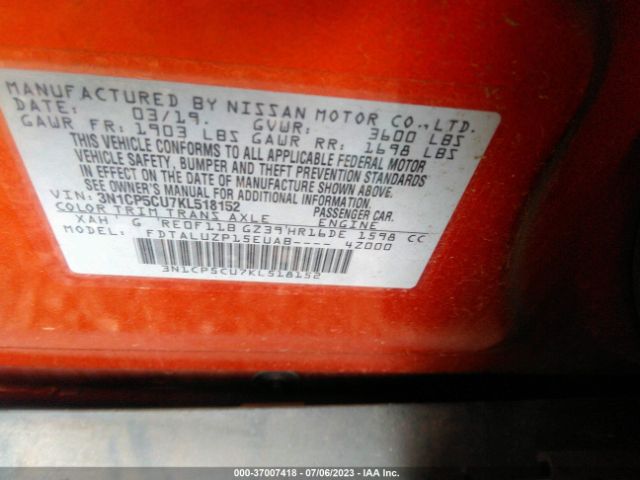 MANUFACTURED BY NISSAN MOTOR CO.,LTD.
DATE: 03/19. GVWR: 3600 LBS
GAWR FR: 1903 LBS GAWR RR: 1698 LBS
THIS VEHICLE CONFORMS TO ALL APPLICABLE FEDERAL MOTOR
VEHICLE SAFETY, BUMPER AND THEFT PREVENTION STANDARDS
IN EFFECT ON THE DATE OF MANUFACTURE SHOWN ABOVE.
SEE OWNER'S MANUAL FOR ADDITIONAL INFORMATION.
VIN: 3N1CP5CU7KL518152 PASSENGER CAR.
COLOR TRIM TRANS AXLE ENGINE
XAH G RE0F11B GZ39 HR16DE 1598 CC
MODEL: FDTALUZP15EUAB---- 4Z000
3N1CP5CU7KL518152
000-37007418 - 07/06/2023 - IAA Inc.